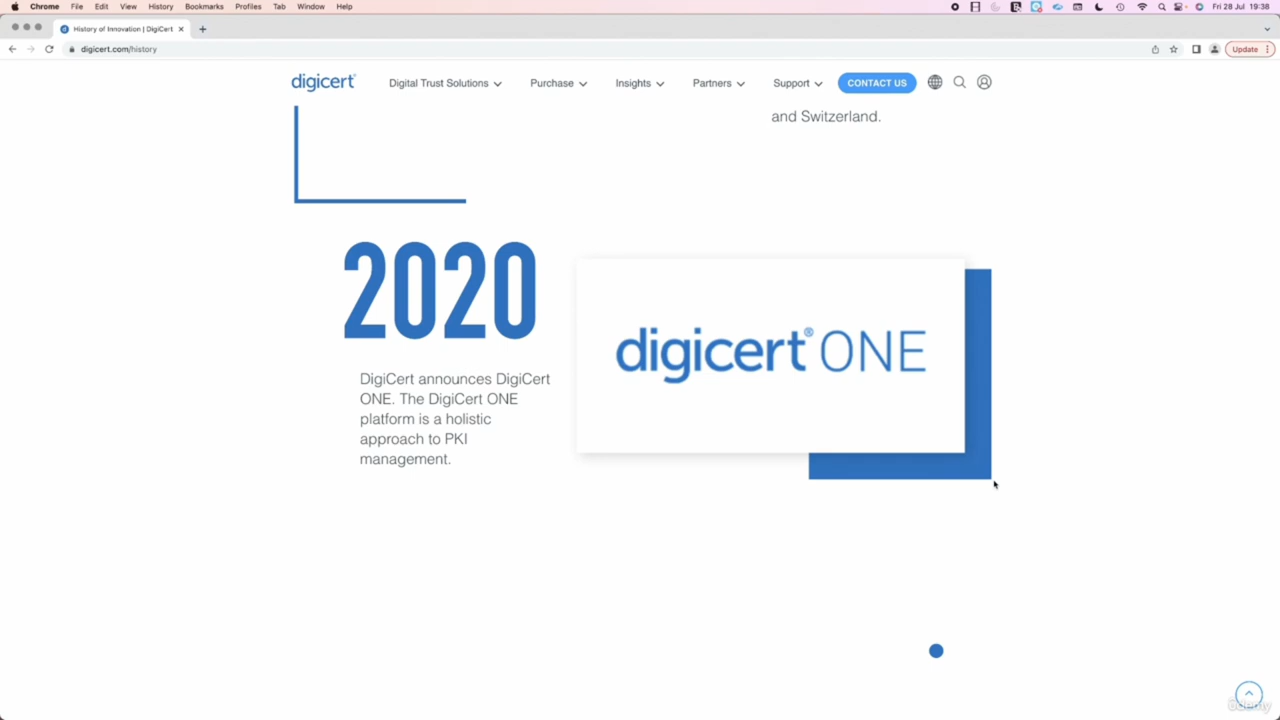 Chrome File Edit View History Bookmarks Profiles Tab Window Help Fri 28 Jul 19:38
History of Innovation | DigiCert
digicert.com/history Update
digicert Digital Trust Solutions Purchase Insights Partners Support CONTACT US
and Switzerland.
2020
digicert® ONE
DigiCert announces DigiCert
ONE. The DigiCert ONE
platform is a holistic
approach to PKI
management.
ûdemy